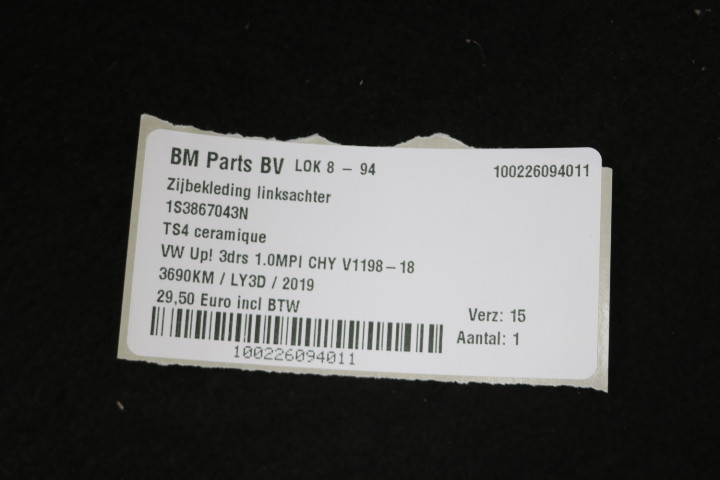 BM Parts BV LOK 8 - 94 100226094011
Zijbekleding linksachter
1S3867043N
TS4 ceramique
VW Up! 3drs 1.0MPI CHY V1198-18
3690KM / LY3D / 2019
29,50 Euro incl BTW
Verz: 15
Aantal: 1
100226094011